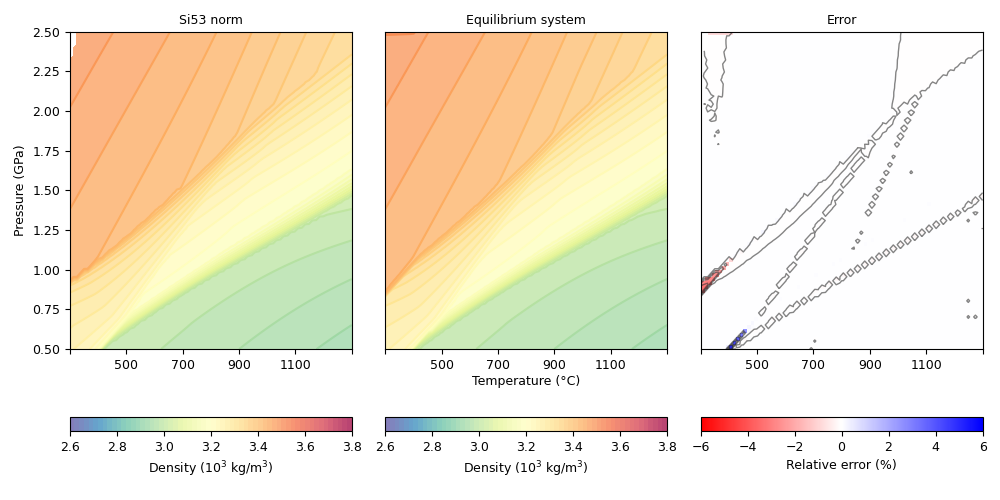 Si53 norm
Equilibrium system
Error
Pressure (GPa)
2.50
2.25
2.00
1.75
1.50
1.25
1.00
0.75
0.50
500 700 900 1100
500 700 900 1100
500 700 900 1100
Temperature (°C)
2.6 2.8 3.0 3.2 3.4 3.6 3.8
2.6 2.8 3.0 3.2 3.4 3.6 3.8
−6 −4 −2 0 2 4 6
Density (10³ kg/m³)
Density (10³ kg/m³)
Relative error (%)